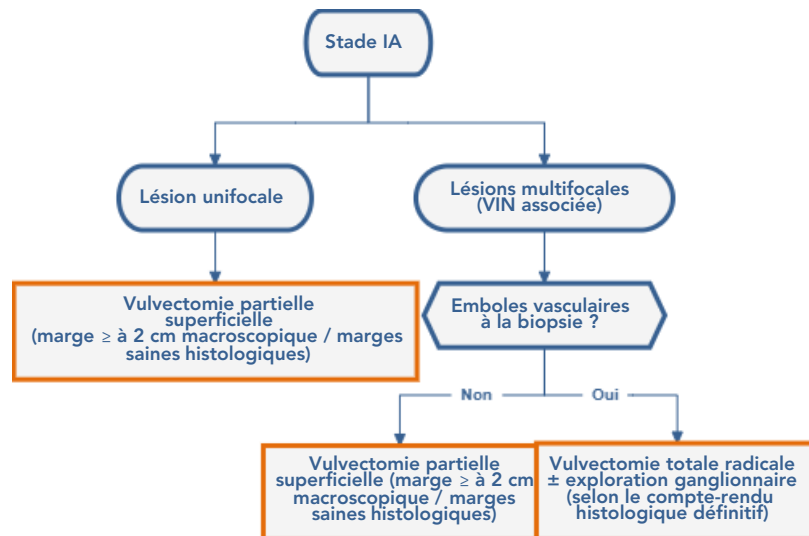 Stade IA
Lésion unifocale
Lésions multifocales
(VIN associée)
Vulvectomie partielle
superficielle
(marge ≥ à 2 cm macroscopique / marges
saines histologiques)
Emboles vasculaires
à la biopsie ?
Non
Oui
Vulvectomie partielle
superficielle (marge ≥ à 2 cm
macroscopique / marges
saines histologiques)
Vulvectomie totale radicale
± exploration ganglionnaire
(selon le compte-rendu
histologique définitif)